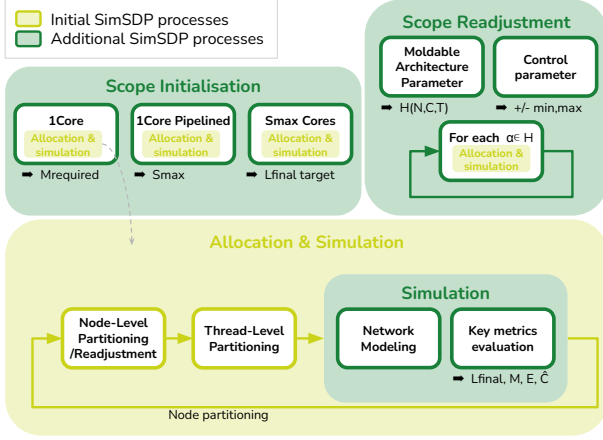 Initial SimSDP processes
Additional SimSDP processes
Scope Initialisation
1Core
Allocation &
simulation
➡ Mrequired
1Core Pipelined
Allocation &
simulation
➡ Smax
Smax Cores
Allocation &
simulation
➡ Lfinal target
Scope Readjustment
Moldable
Architecture
Parameter
➡ H(N,C,T)
Control
parameter
➡ +/- min,max
For each α∈ H
Allocation &
simulation
Allocation & Simulation
Node-Level
Partitioning
/Readjustment
Thread-Level
Partitioning
Simulation
Network
Modeling
Key metrics
evaluation
➡ Lfinal, M, E, Ĉ
Node partitioning